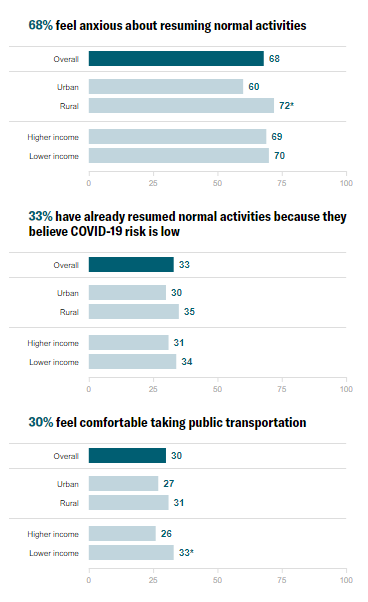 68% feel anxious about resuming normal activities
Overall 68
Urban 60
Rural 72*
Higher income 69
Lower income 70
0 25 50 75 100
33% have already resumed normal activities because they
believe COVID-19 risk is low
Overall 33
Urban 30
Rural 35
Higher income 31
Lower income 34
0 25 50 75 100
30% feel comfortable taking public transportation
Overall 30
Urban 27
Rural 31
Higher income 26
Lower income 33*
0 25 50 75 100